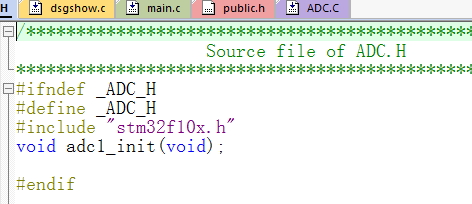 H dsgshow.c main.c public.h ADC.C
/*********************************************
Source file of ADC.H
**********************************************
#ifndef _ADC_H
#define _ADC_H
#include "stm32f10x.h"
void adc1_init(void);
#endif